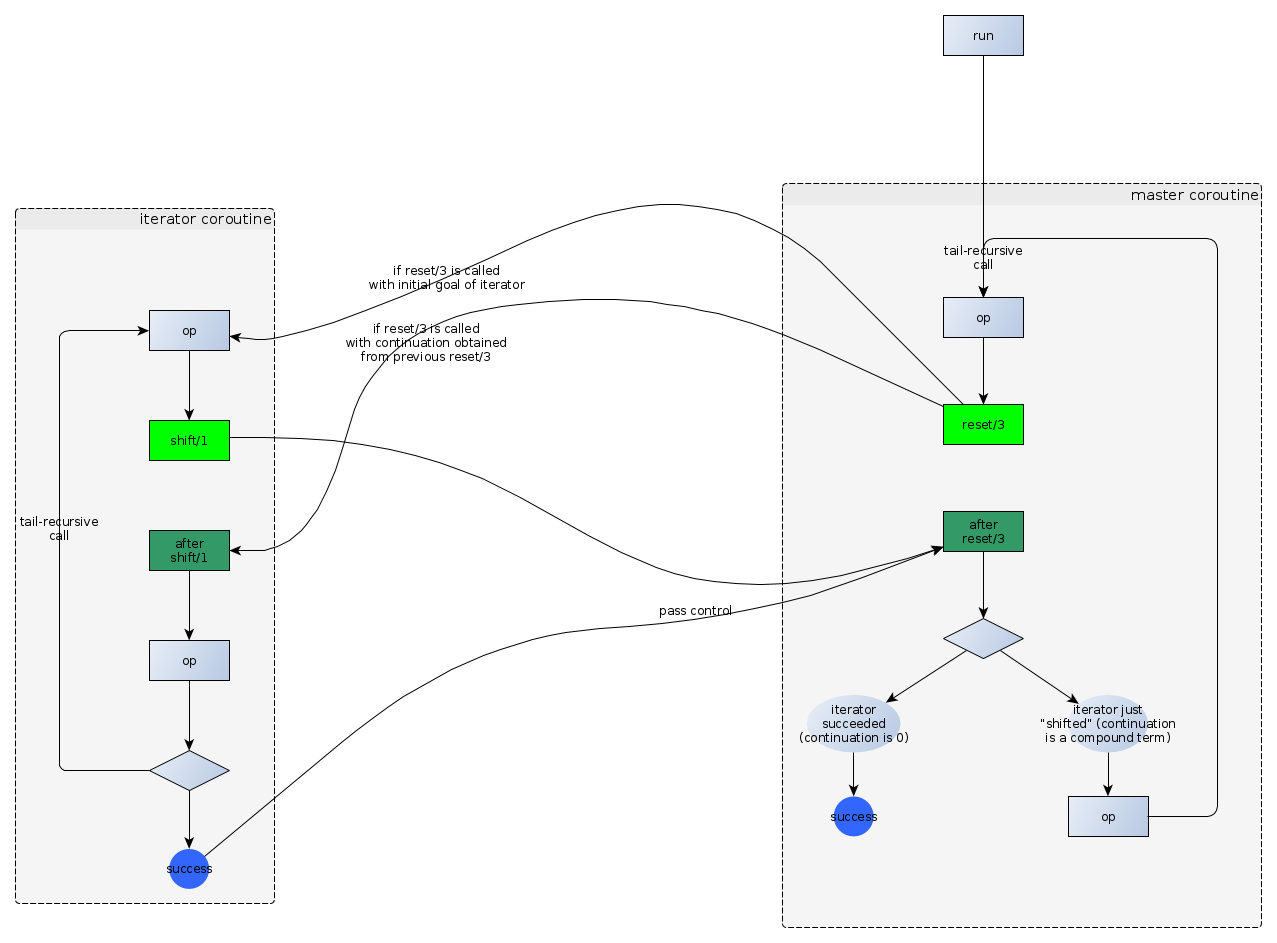 run
master coroutine
iterator coroutine
tail-recursive
call
if reset/3 is called
with initial goal of iterator
op
op
if reset/3 is called
with continuation obtained
from previous reset/3
shift/1
reset/3
tail-recursive
call
after
shift/1
after
reset/3
pass control
op
iterator
succeeded
(continuation is 0)
iterator just
"shifted" (continuation
is a compound term)
success
op
success